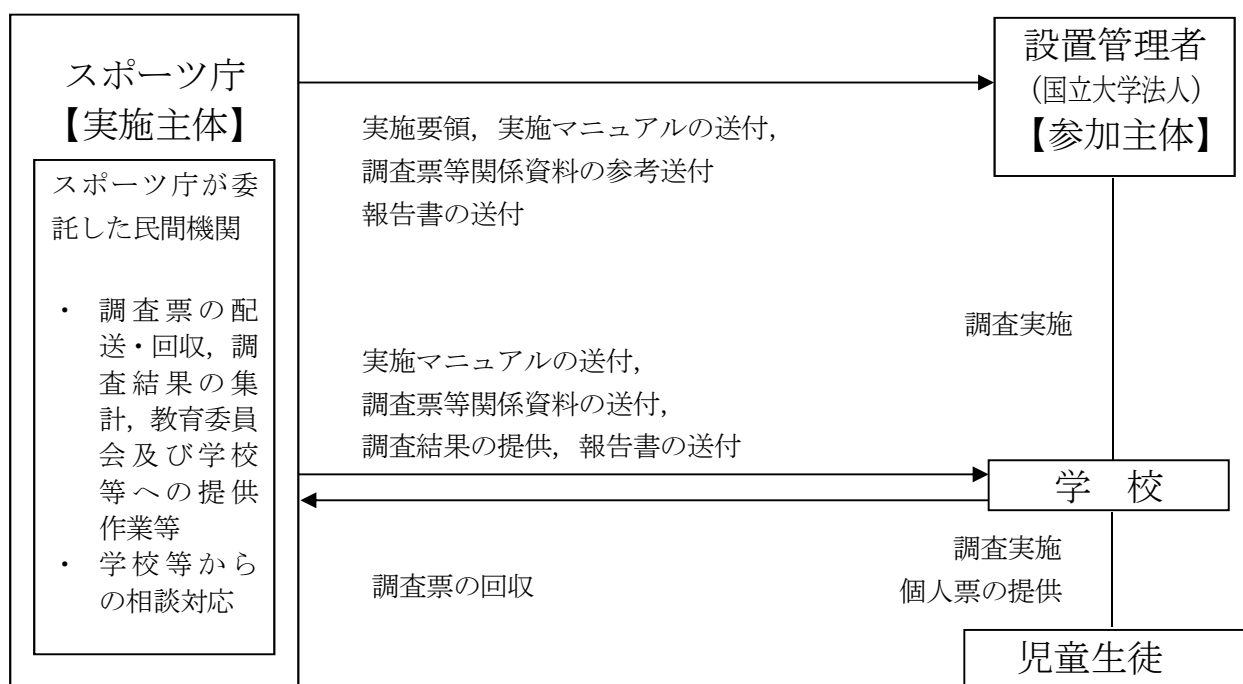 スポーツ庁
【実施主体】
スポーツ庁が委
託した民間機関
・ 調査票の配
送・回収，調
査結果の集
計，教育委員
会及び学校
等への提供
作業等
・ 学校等から
の相談対応
実施要領，実施マニュアルの送付，
調査票等関係資料の参考送付
報告書の送付
設置管理者
（国立大学法人）
【参加主体】
調査実施
実施マニュアルの送付，
調査票等関係資料の送付，
調査結果の提供，報告書の送付
学　校
調査票の回収
調査実施
個人票の提供
児童生徒